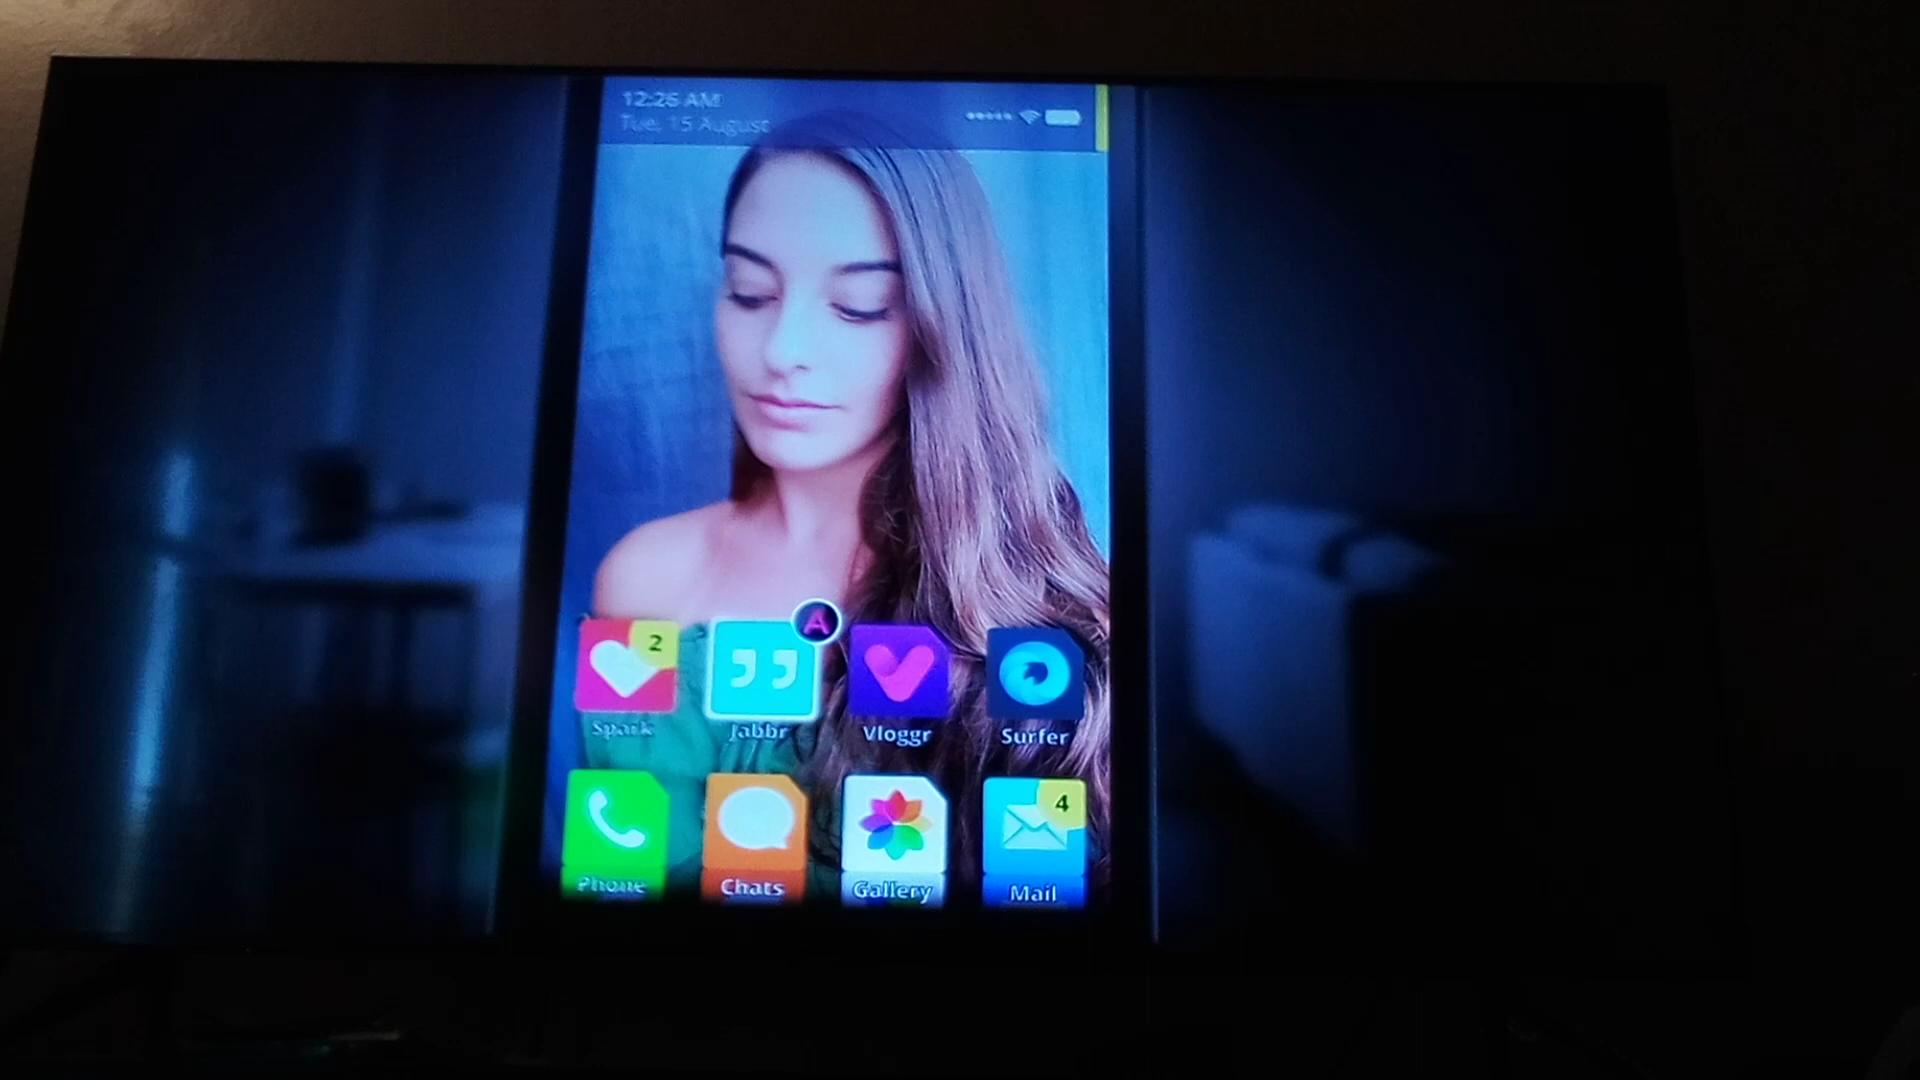 12:26 AM
Tue, 15 August
2
A
Spark
Jabbr
Vloggr
Surfer
4
Phone
Chats
Gallery
Mail